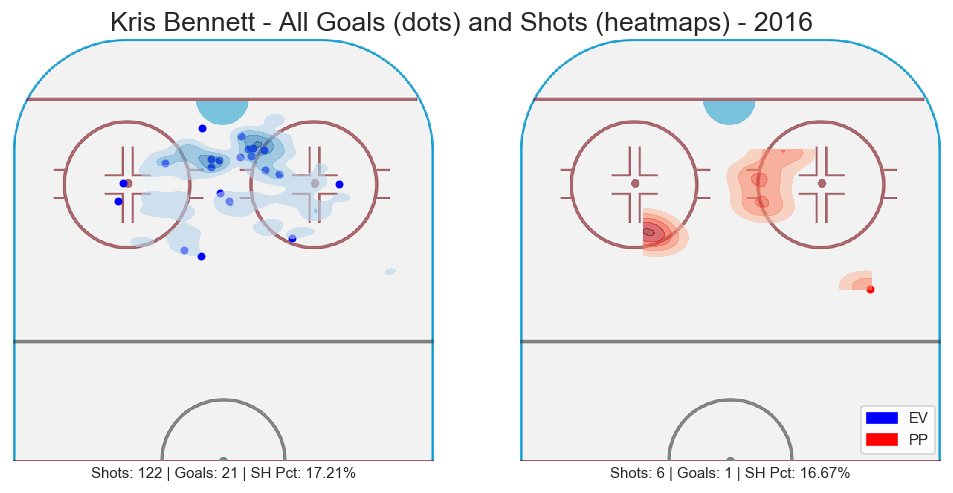 Kris Bennett - All Goals (dots) and Shots (heatmaps) - 2016
EV
PP
Shots: 122 | Goals: 21 | SH Pct: 17.21%
Shots: 6 | Goals: 1 | SH Pct: 16.67%